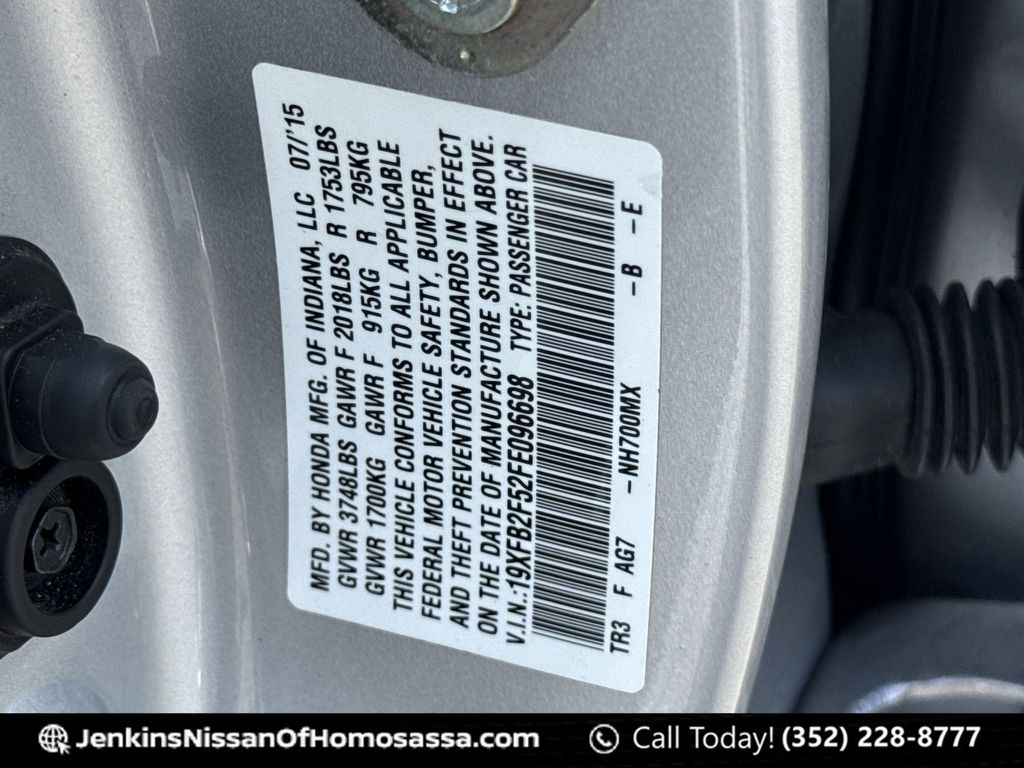 MFD. BY HONDA MFG. OF INDIANA, LLC 07/'15
GVWR 3748LBS GAWR F 2018LBS R 1753LBS
GVWR 1700KG GAWR F 915KG R 795KG
THIS VEHICLE CONFORMS TO ALL APPLICABLE
FEDERAL MOTOR VEHICLE SAFETY, BUMPER,
AND THEFT PREVENTION STANDARDS IN EFFECT
ON THE DATE OF MANUFACTURE SHOWN ABOVE.
V.I.N.:19XFB2F52FE096698 TYPE: PASSENGER CAR
TR3 F AG7 -NH700MX -B -E
JenkinsNissanOfHomosassa.com
Call Today! (352) 228-8777